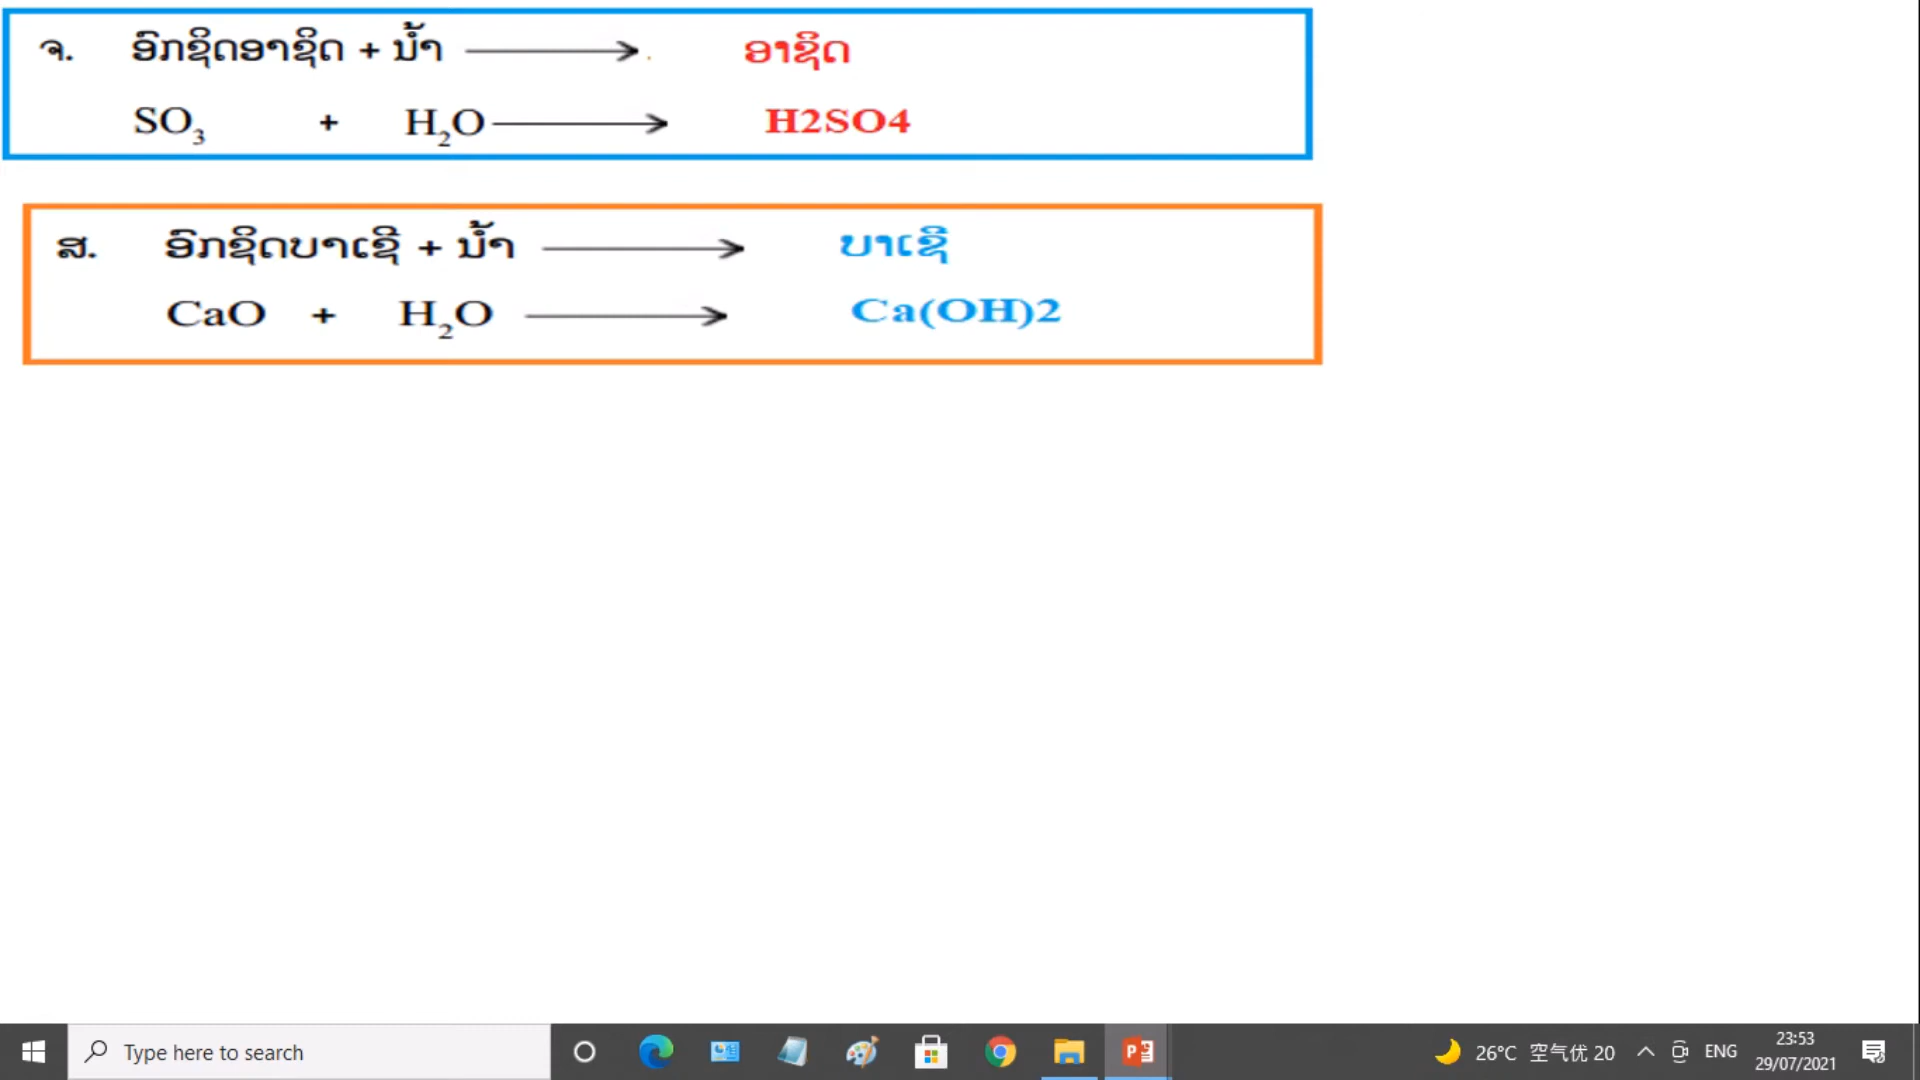 ຈ. ອົກຊິດອາຊິດ + ນ້ຳ ⟶ ອາຊິດ
SO₃ + H₂O ⟶ H2SO4
ສ. ອົກຊິດບາເຊີ + ນ້ຳ ⟶ ບາເຊີ
CaO + H₂O ⟶ Ca(OH)2
Type here to search
26°C 空气优 20
ENG
23:53
29/07/2021